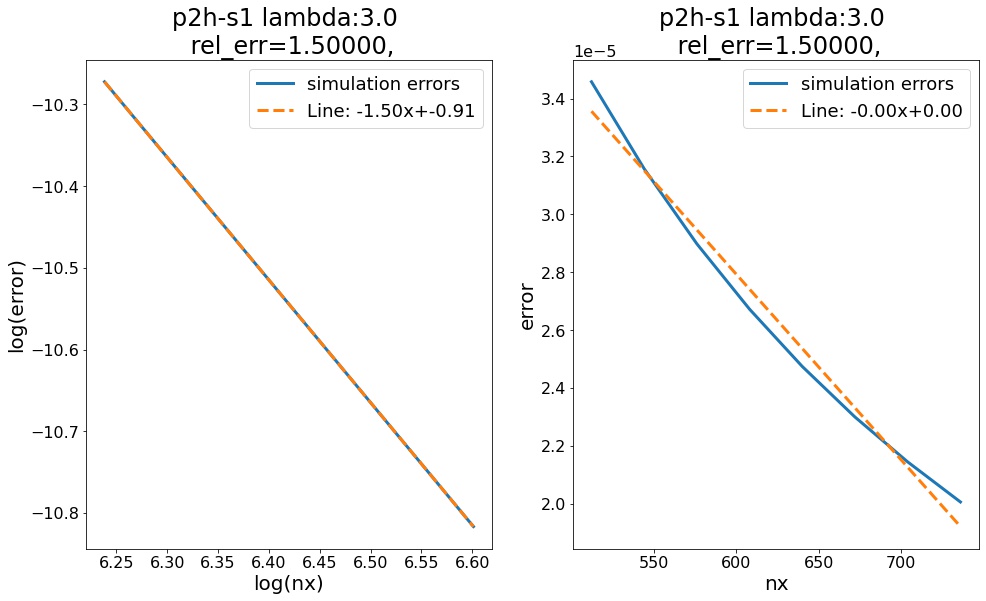 p2h-s1 lambda:3.0
rel_err=1.50000,
simulation errors
Line: -1.50x+-0.91
−10.3
−10.4
−10.5
−10.6
−10.7
−10.8
log(error)
6.25
6.30
6.35
6.40
6.45
6.50
6.55
6.60
log(nx)
p2h-s1 lambda:3.0
rel_err=1.50000,
1e−5
simulation errors
Line: -0.00x+0.00
3.4
3.2
3.0
2.8
2.6
2.4
2.2
2.0
error
550
600
650
700
nx